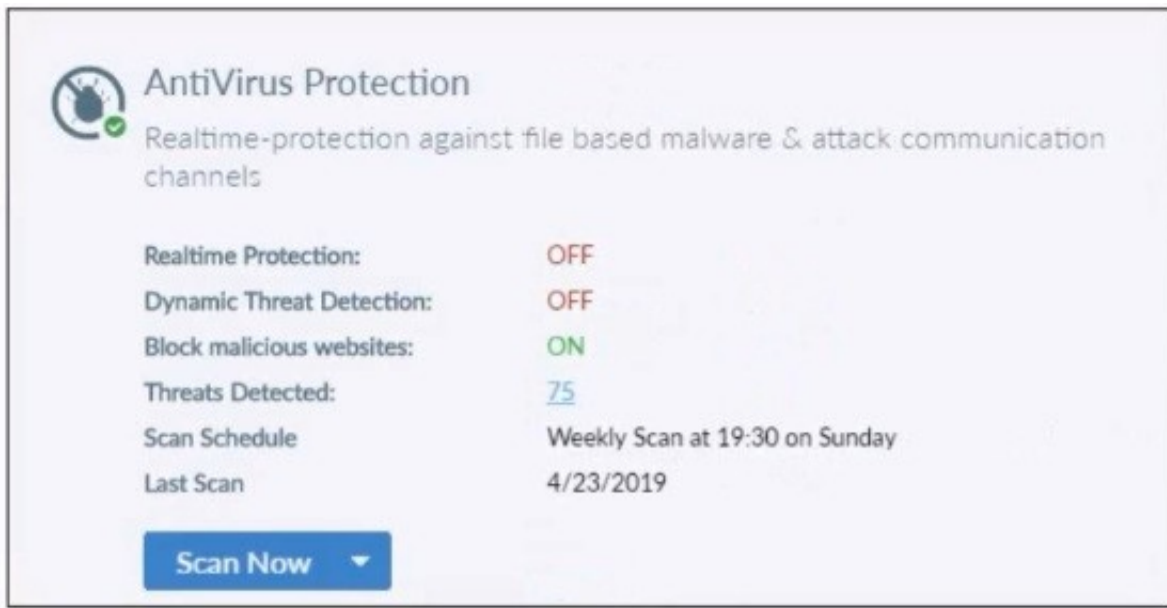 AntiVirus Protection
Realtime-protection against file based malware & attack communication
channels
Realtime Protection: OFF
Dynamic Threat Detection: OFF
Block malicious websites: ON
Threats Detected: 75
Scan Schedule Weekly Scan at 19:30 on Sunday
Last Scan 4/23/2019
Scan Now